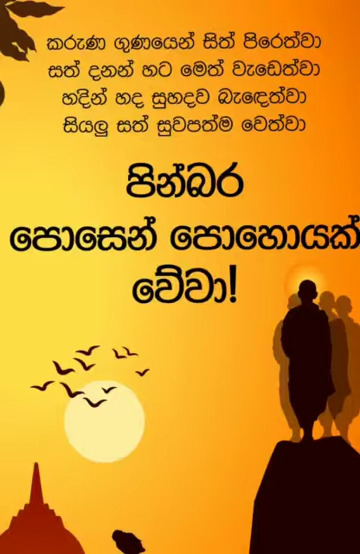 කරුණ ගුණයෙන් සිත් පිරෙත්වා
සත් දනන් හට මෙත් වැඩෙත්වා
හදින් හද සුහදව බැඳෙත්වා
සියලු සත් සුවපත්ම වෙත්වා
පින්බර
පොසෙන් පොහොයක්
වේවා!